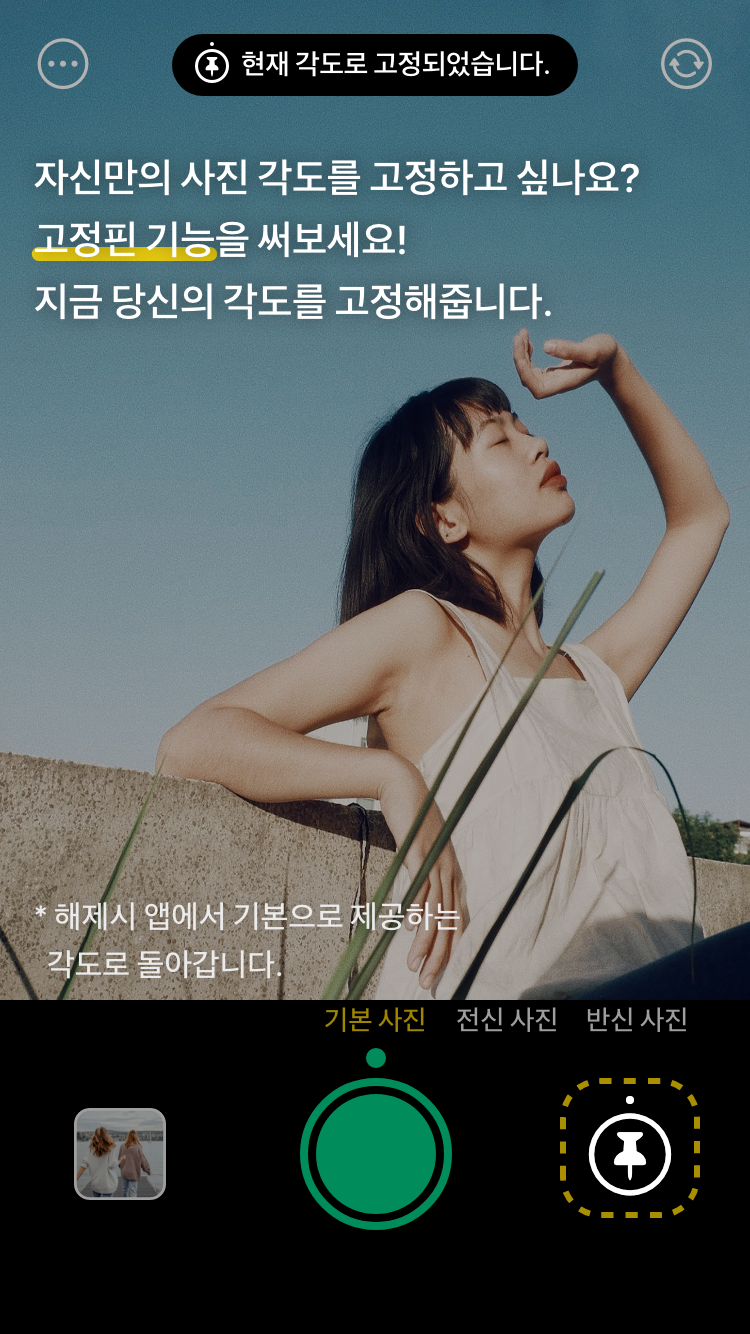 현재 각도로 고정되었습니다.
자신만의 사진 각도를 고정하고 싶나요?
고정핀 기능을 써보세요!
지금 당신의 각도를 고정해줍니다.
* 해제시 앱에서 기본으로 제공하는
각도로 돌아갑니다.
기본 사진 전신 사진 반신 사진